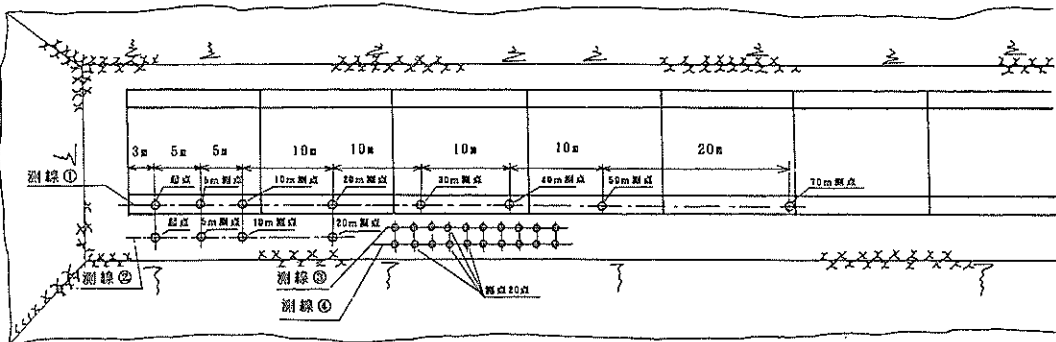 3m 5m 5m 10m 10m 10m 10m 20m
測線①
起点 5m測点 10m測点 20m測点 30m測点 40m測点 50m測点 70m測点
起点 5m測点 10m測点 20m測点
測線②
測線③
測線④
測点20点